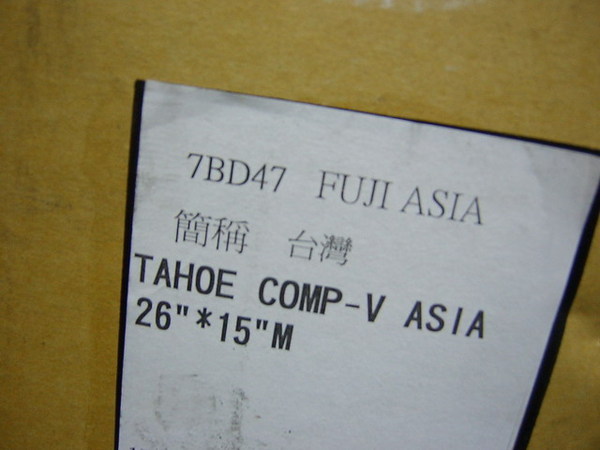 7BD47 FUJI ASIA
簡稱 台灣
TAHOE COMP-V ASIA
26"*15"M